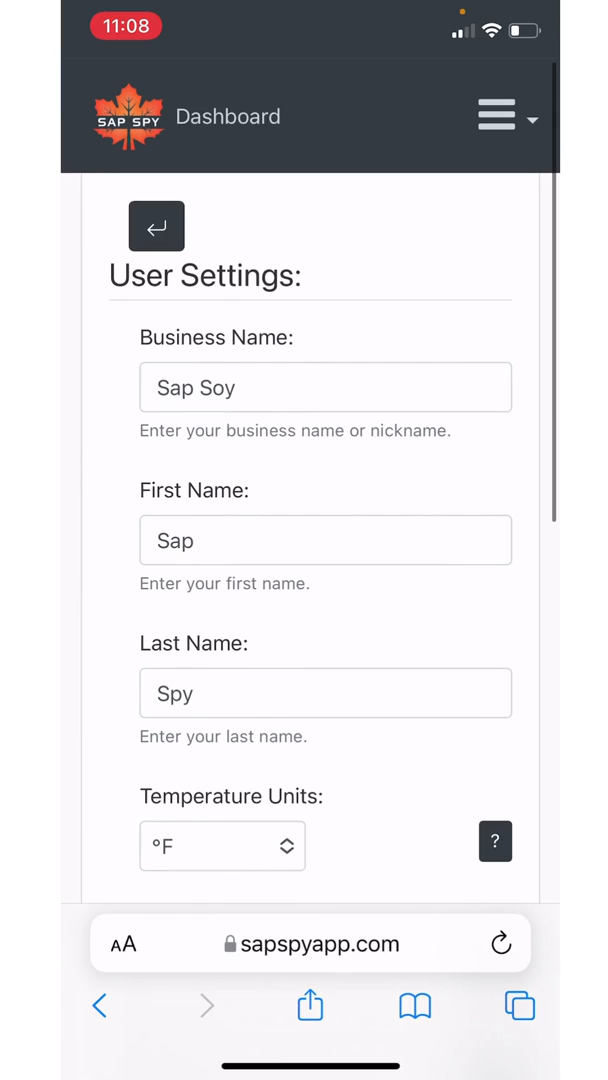 11:08
SAP SPY
Dashboard
User Settings:
Business Name:
Sap Soy
Enter your business name or nickname.
First Name:
Sap
Enter your first name.
Last Name:
Spy
Enter your last name.
Temperature Units:
°F
?
AA
sapspyapp.com